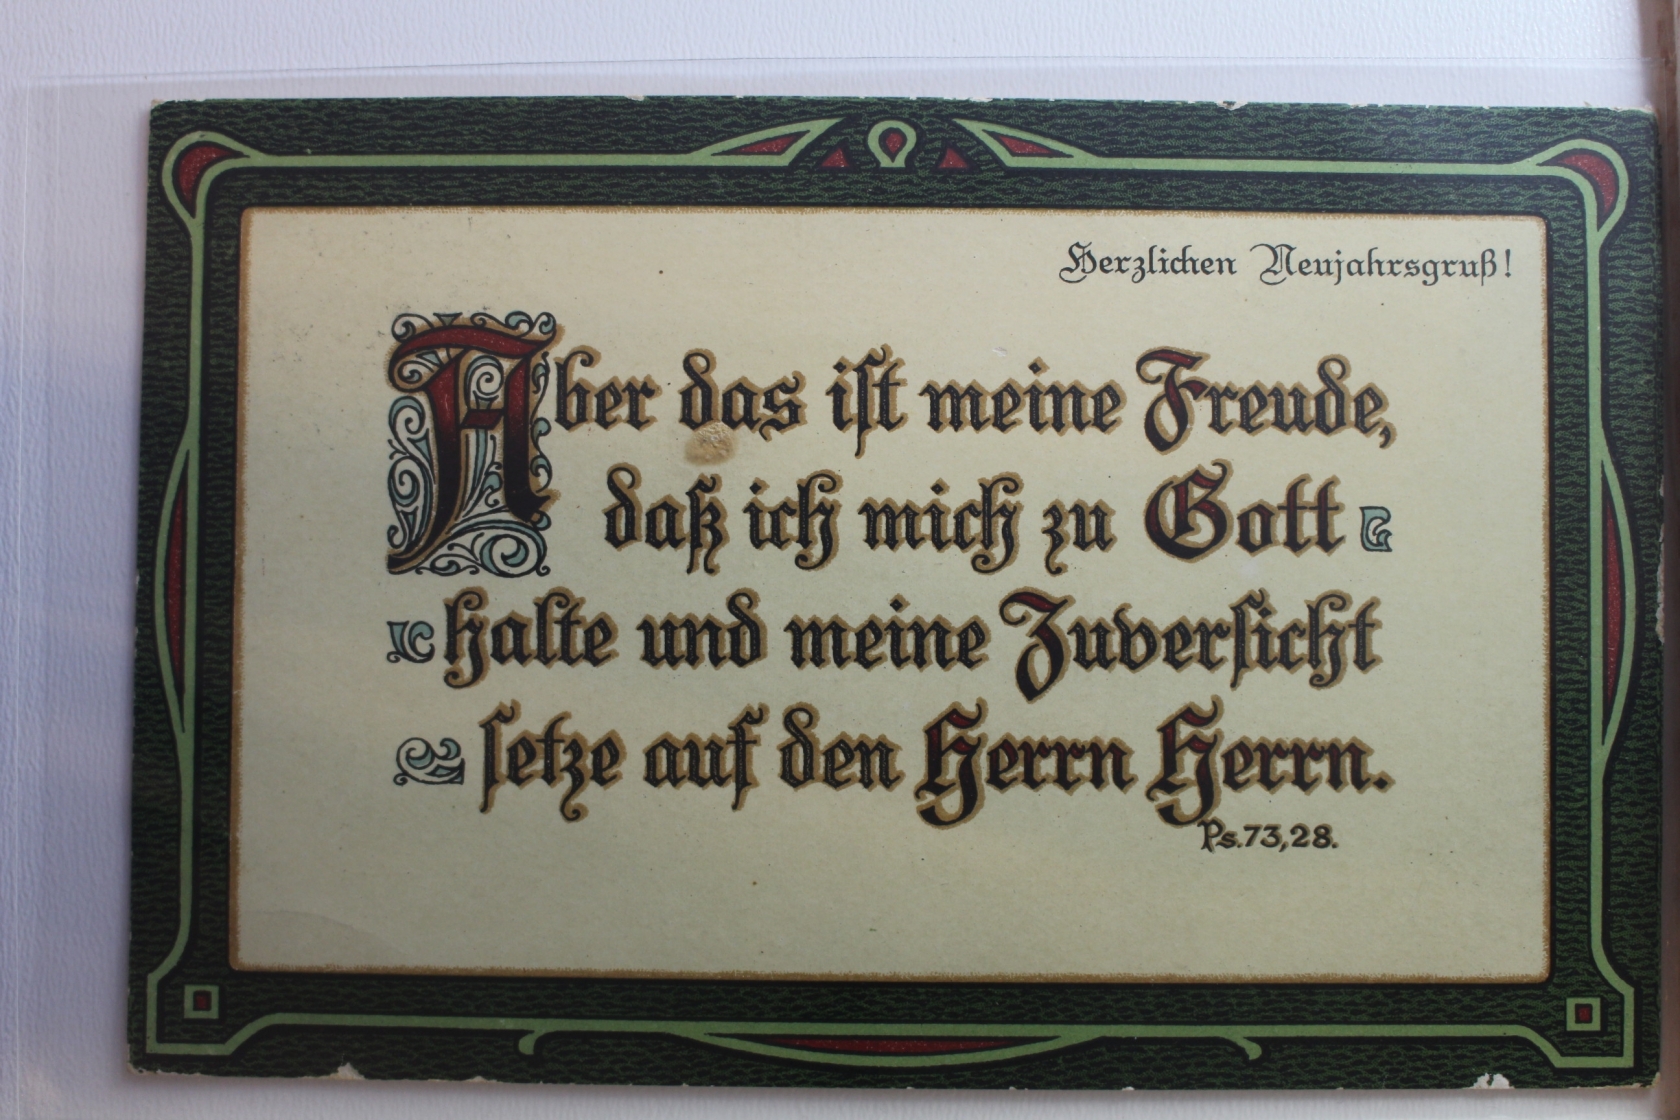 Herzlichen Neujahrsgruß!
Aber das ist meine Freude,
daß ich mich zu Gott
halte und meine Zuversicht
setze auf den Herrn Herrn.
Ps.73,28.